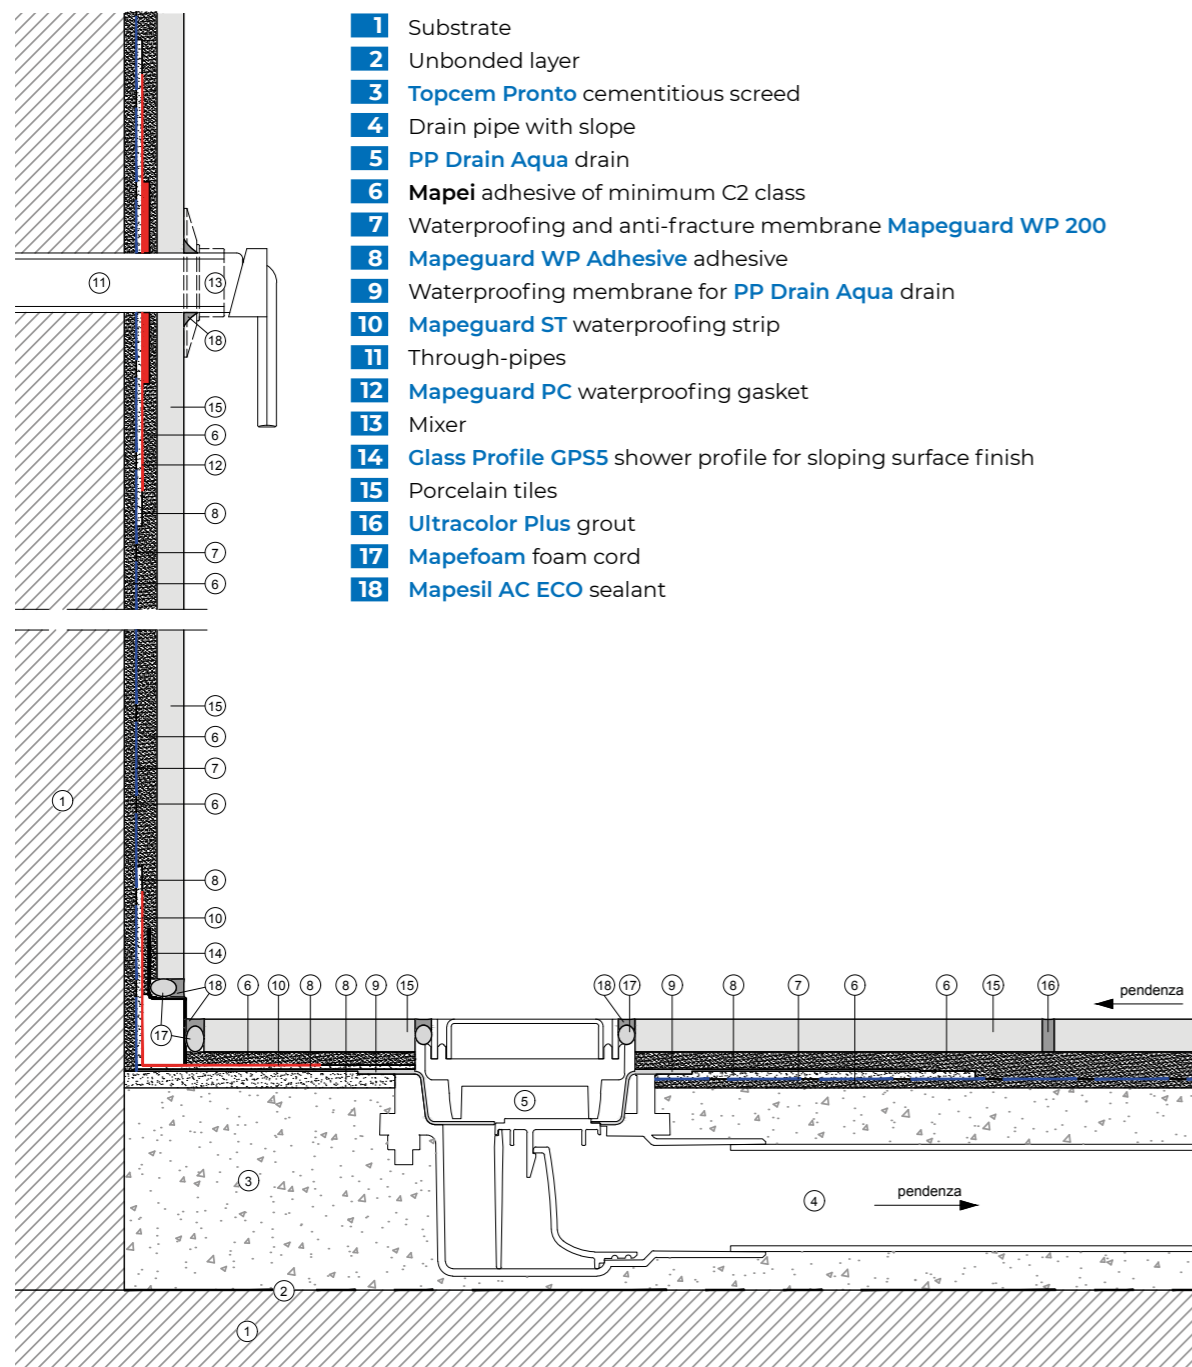 1 Substrate
2 Unbonded layer
3 Topcem Pronto cementitious screed
4 Drain pipe with slope
5 PP Drain Aqua drain
6 Mapei adhesive of minimum C2 class
7 Waterproofing and anti-fracture membrane Mapeguard WP 200
8 Mapeguard WP Adhesive adhesive
9 Waterproofing membrane for PP Drain Aqua drain
10 Mapeguard ST waterproofing strip
11 Through-pipes
12 Mapeguard PC waterproofing gasket
13 Mixer
14 Glass Profile GPS5 shower profile for sloping surface finish
15 Porcelain tiles
16 Ultracolor Plus grout
17 Mapefoam foam cord
18 Mapesil AC ECO sealant
11 13
18
15
6
12
8
7
6
15
6
7
1 6
8
10
14
18 6 10 8 8 9 15 18 17 9 8 7 6 6 15 16 pendenza
17
5
3 4 pendenza
2
1